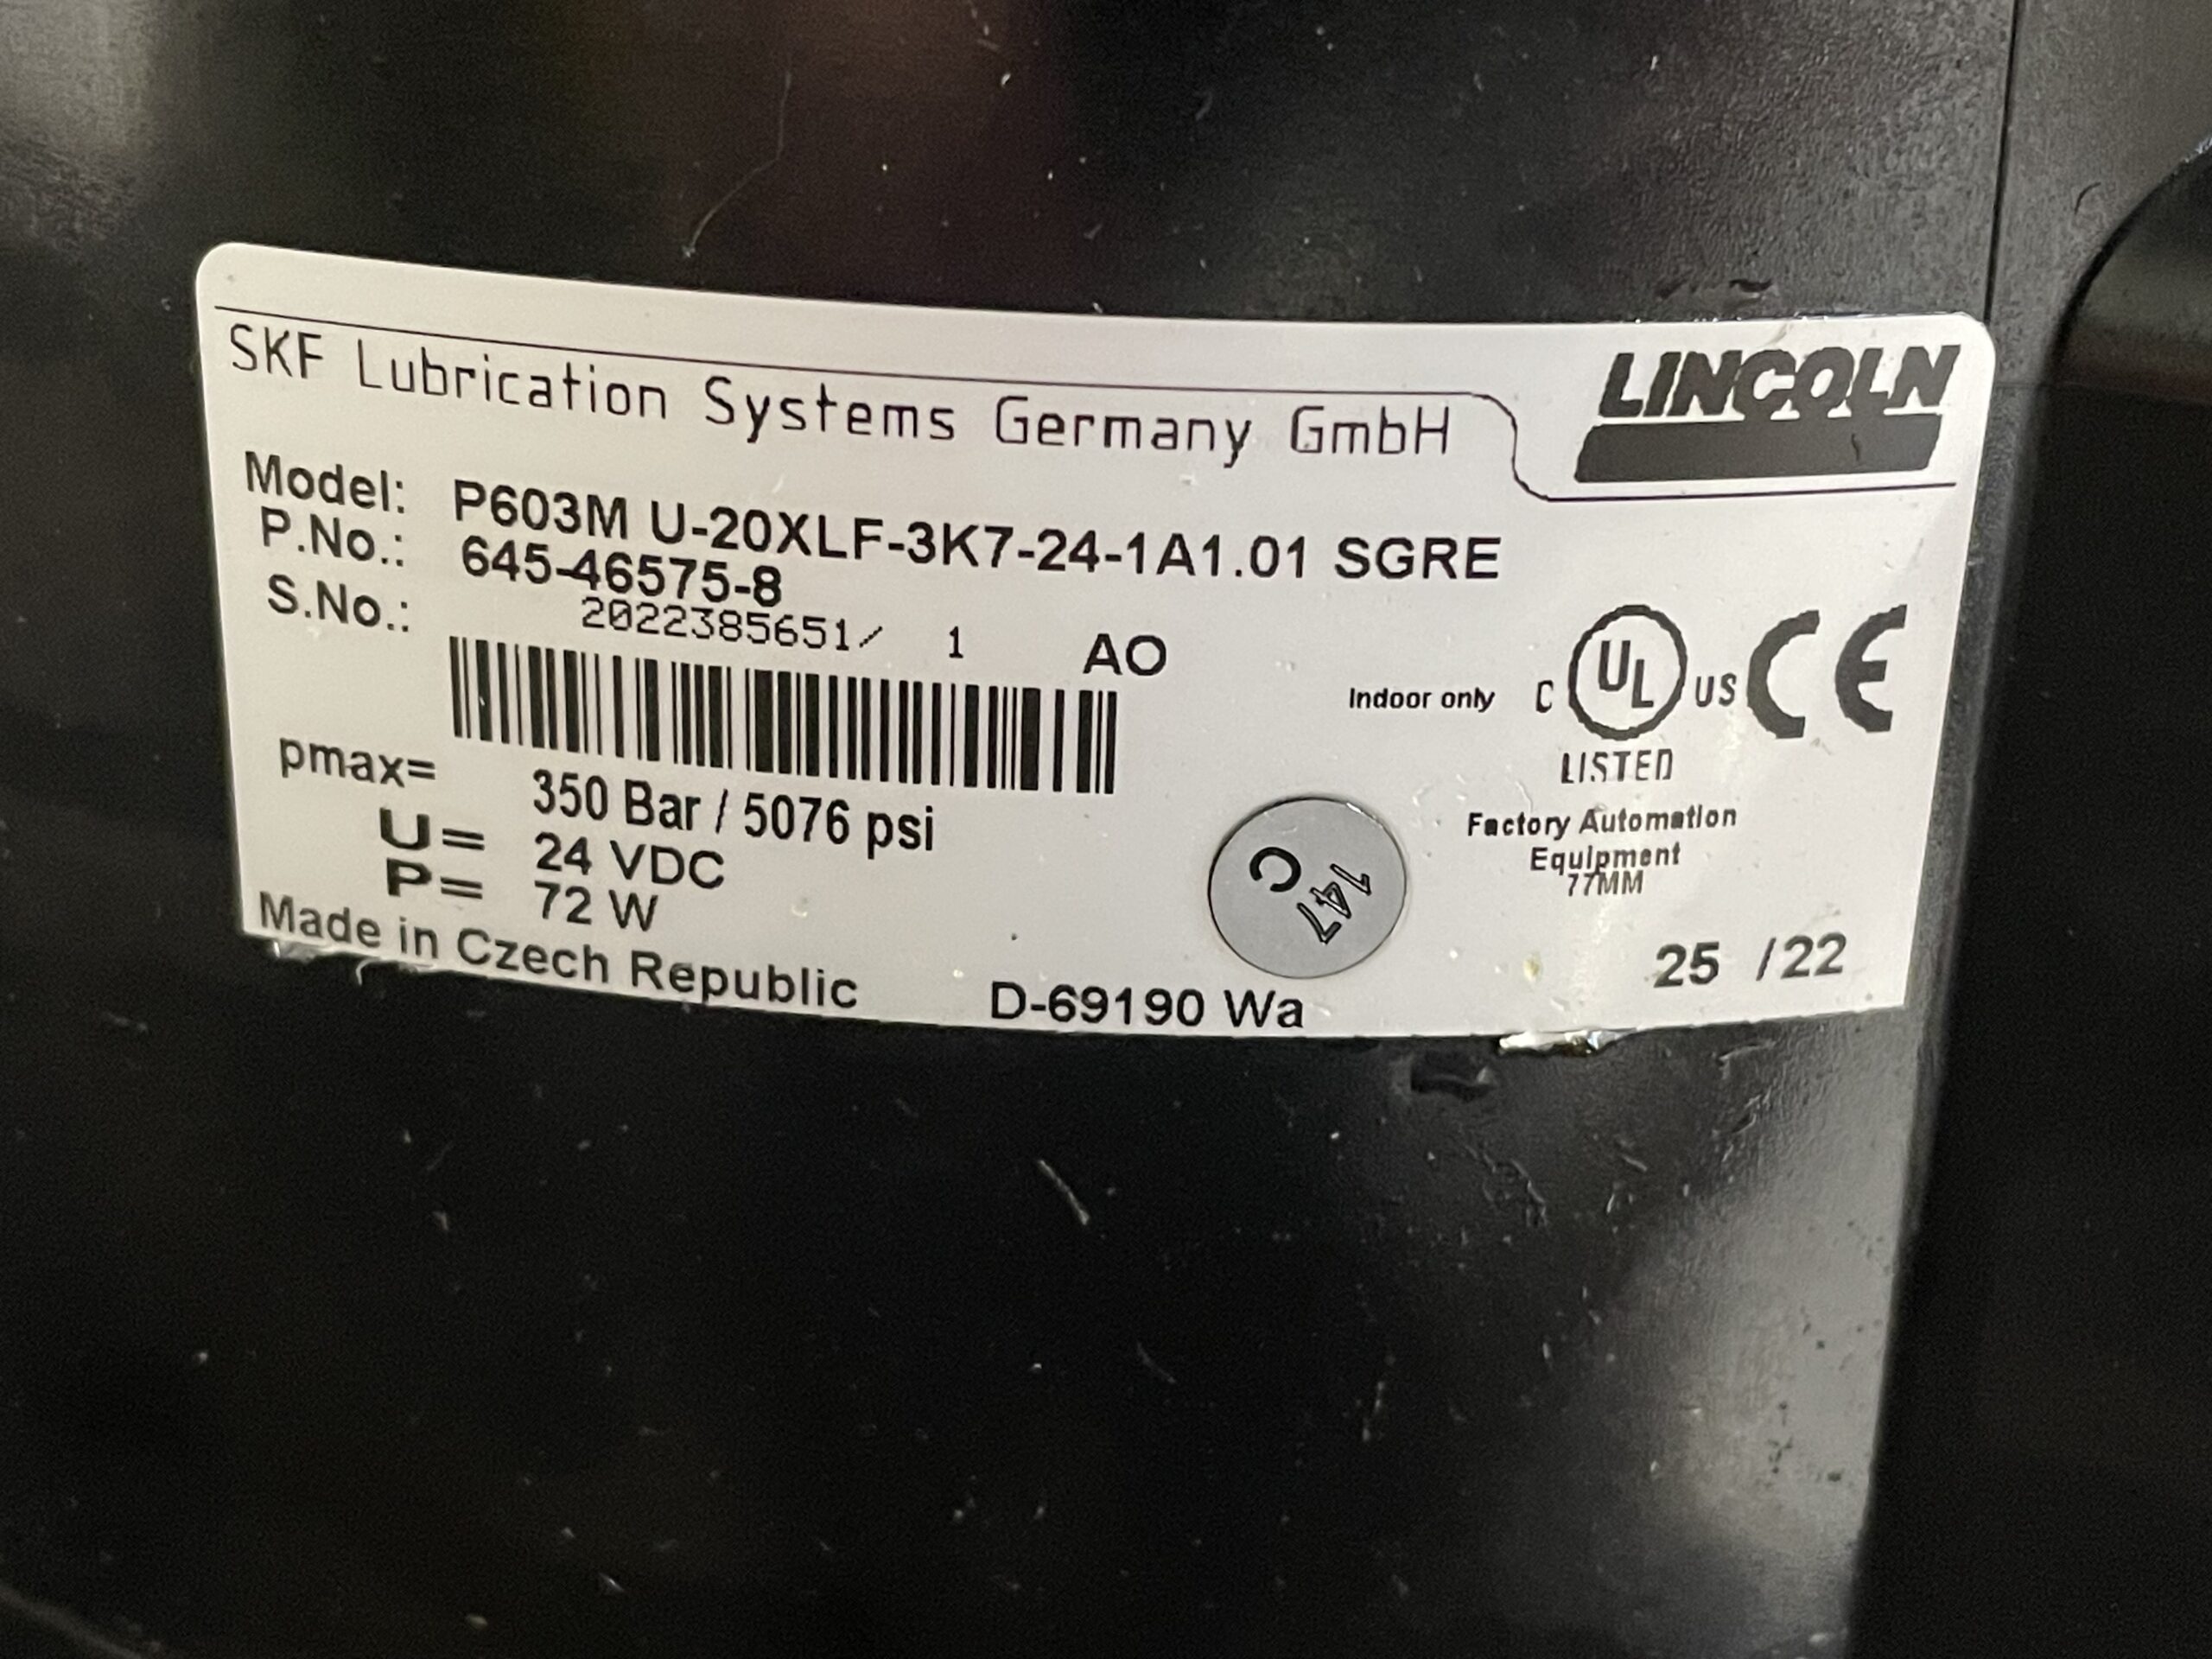 SKF Lubrication Systems Germany GmbH
LINCOLN
Model: P603M U-20XLF-3K7-24-1A1.01 SGRE
P.No.: 645-46575-8
S.No.: 2022385651/ 1 AO
Indoor only
C UL US CE
LISTED
Factory Automation
Equipment
77MM
pmax= 350 Bar / 5076 psi
U= 24 VDC
P= 72 W
147
C
25 /22
Made in Czech Republic D-69190 Wa